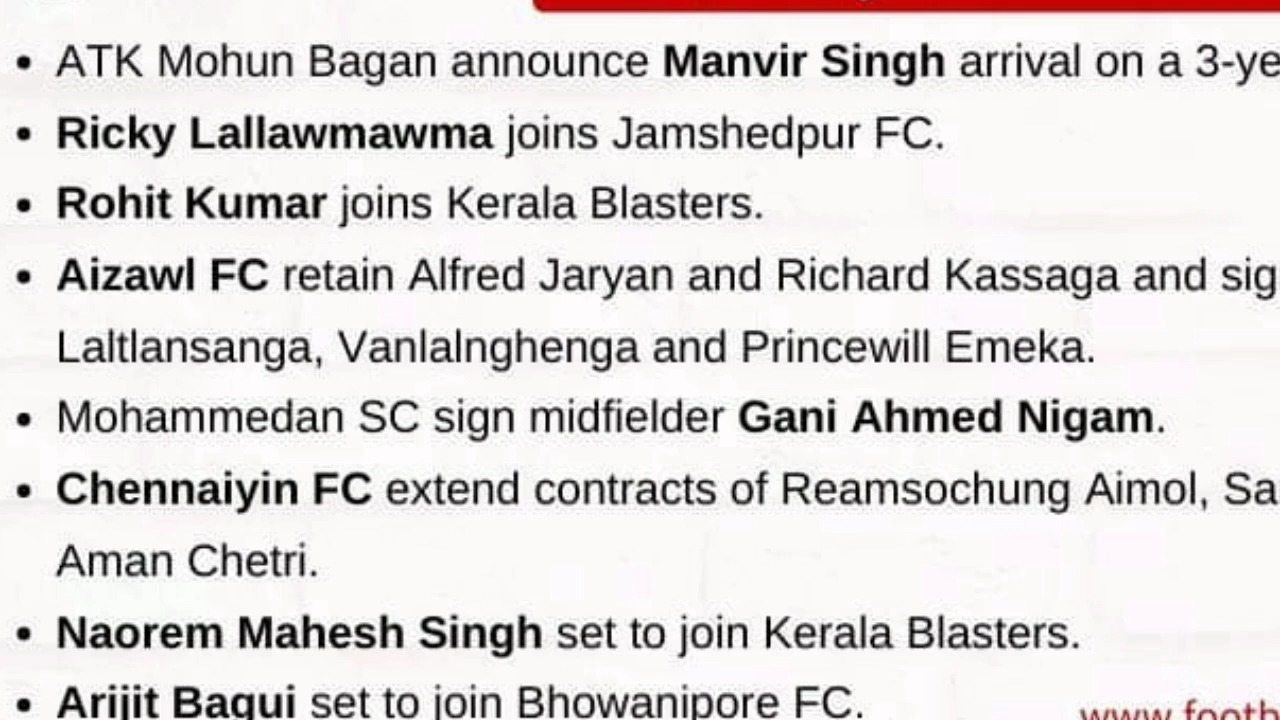 • ATK Mohun Bagan announce Manvir Singh arrival on a 3-ye
• Ricky Lallawmawma joins Jamshedpur FC.
• Rohit Kumar joins Kerala Blasters.
• Aizawl FC retain Alfred Jaryan and Richard Kassaga and sig
Laltlansanga, Vanlalnghenga and Princewill Emeka.
• Mohammedan SC sign midfielder Gani Ahmed Nigam.
• Chennaiyin FC extend contracts of Reamsochung Aimol, Sa
Aman Chetri.
• Naorem Mahesh Singh set to join Kerala Blasters.
• Arijit Bagui set to join Bhowanipore FC.
www.footb